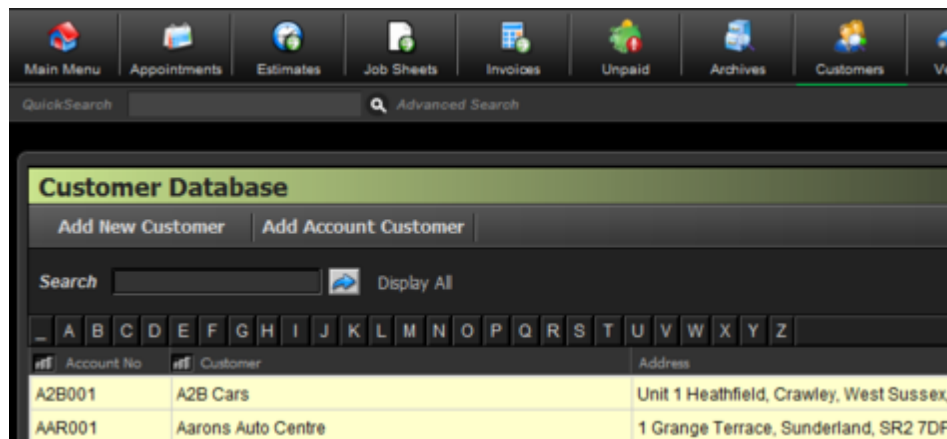 Main Menu Appointments Estimates Job Sheets Invoices Unpaid Archives Customers
QuickSearch Advanced Search
Customer Database
Add New Customer Add Account Customer
Search Display All
_ A B C D E F G H I J K L M N O P Q R S T U V W X Y Z
Account No Customer Address
A2B001 A2B Cars Unit 1 Heathfield, Crawley, West Sussex,
AAR001 Aarons Auto Centre 1 Grange Terrace, Sunderland, SR2 7DF